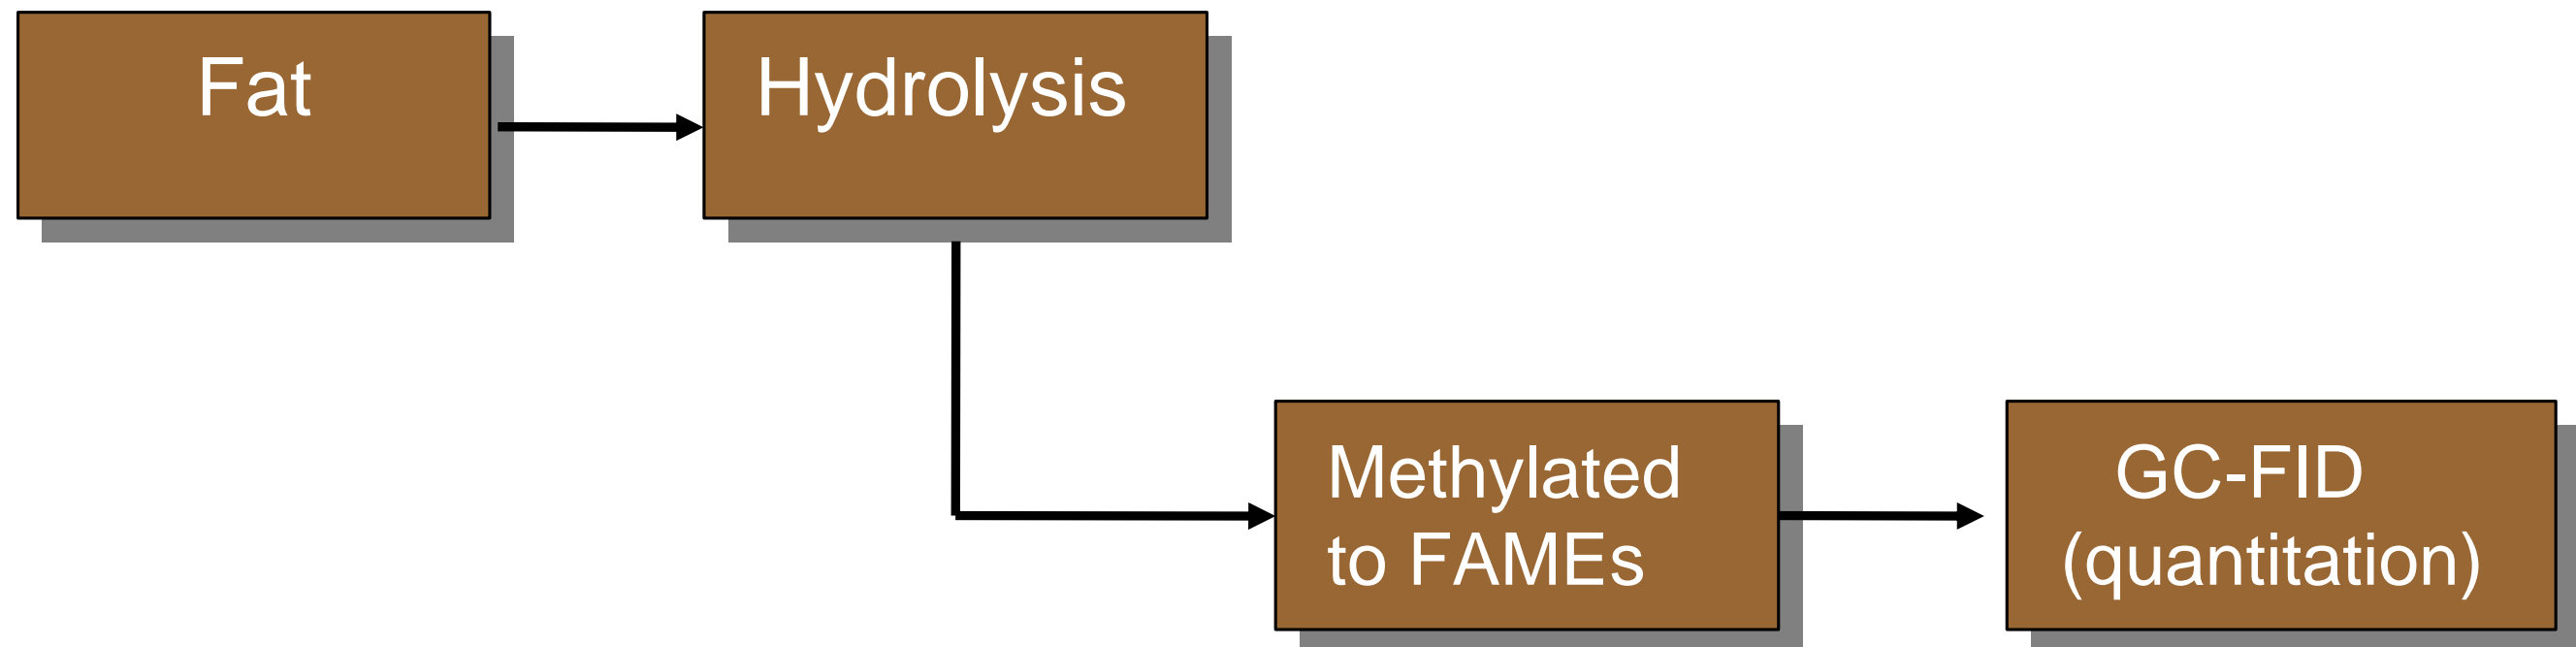 Fat
Hydrolysis
Methylated
to FAMEs
GC-FID
(quantitation)